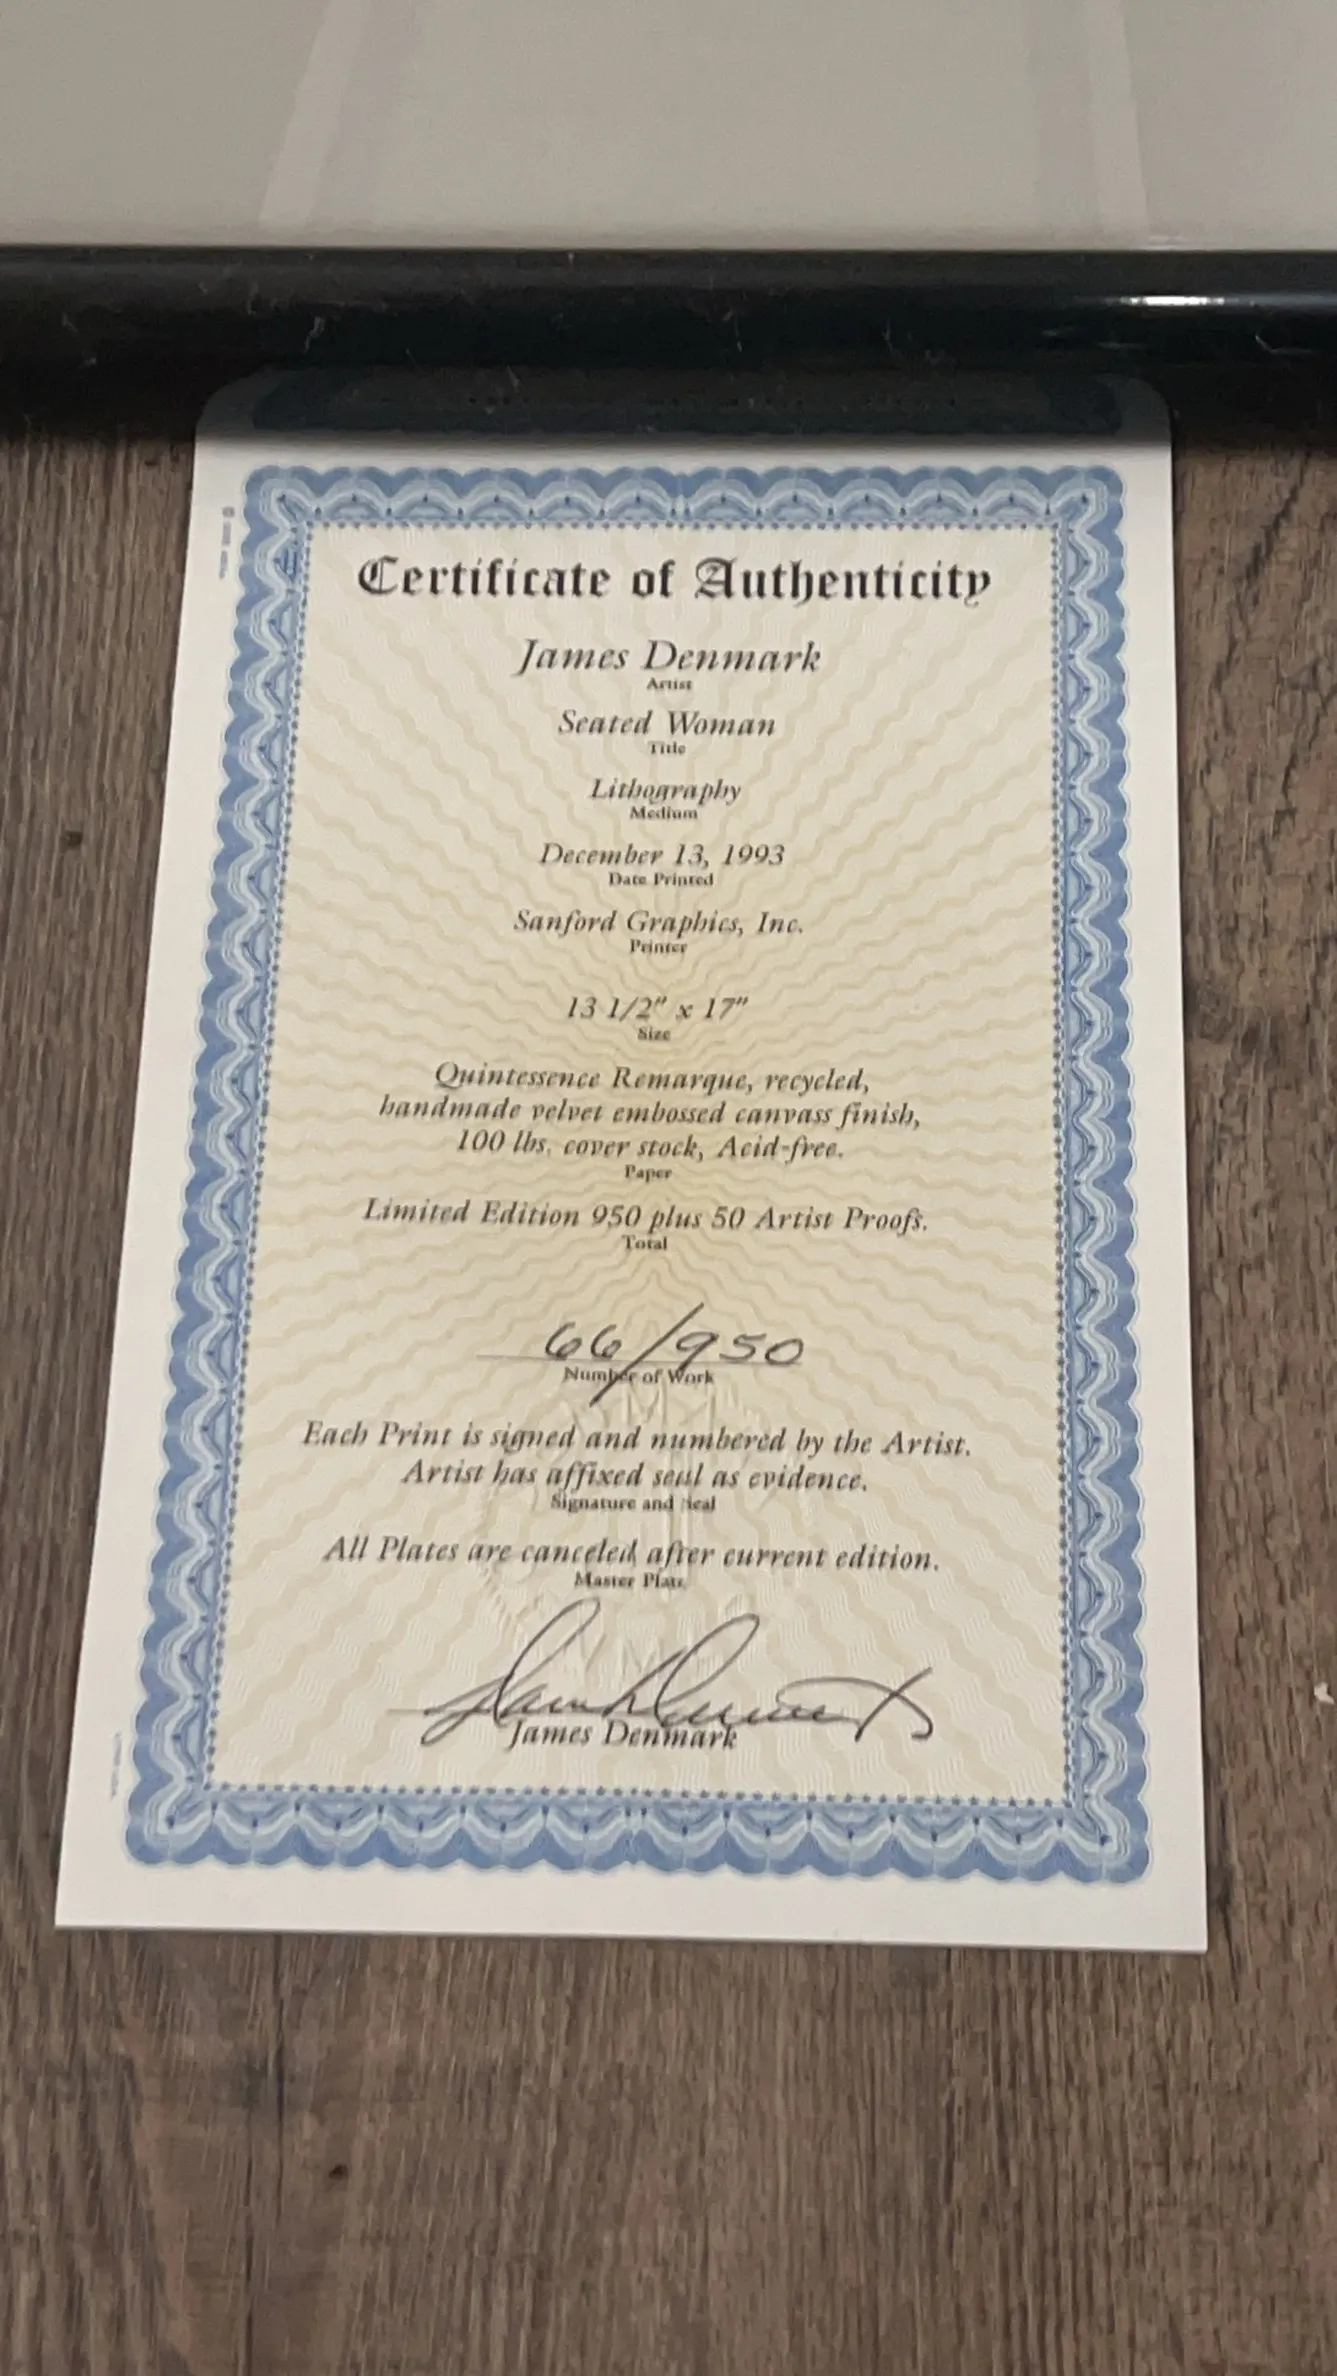 Certificate of Authenticity
James Denmark
Artist
Seated Woman
Title
Lithography
Medium
December 13, 1993
Date Printed
Sanford Graphics, Inc.
Printer
13 1/2" x 17"
Size
Quintessence Remarque, recycled,
handmade velvet embossed canvass finish,
100 lbs. cover stock, Acid-free.
Paper
Limited Edition 950 plus 50 Artist Proofs.
Total
66/950
Number of Work
Each Print is signed and numbered by the Artist.
Artist has affixed seal as evidence.
Signature and Seal
All Plates are canceled after current edition.
Master Plate
James Denmark